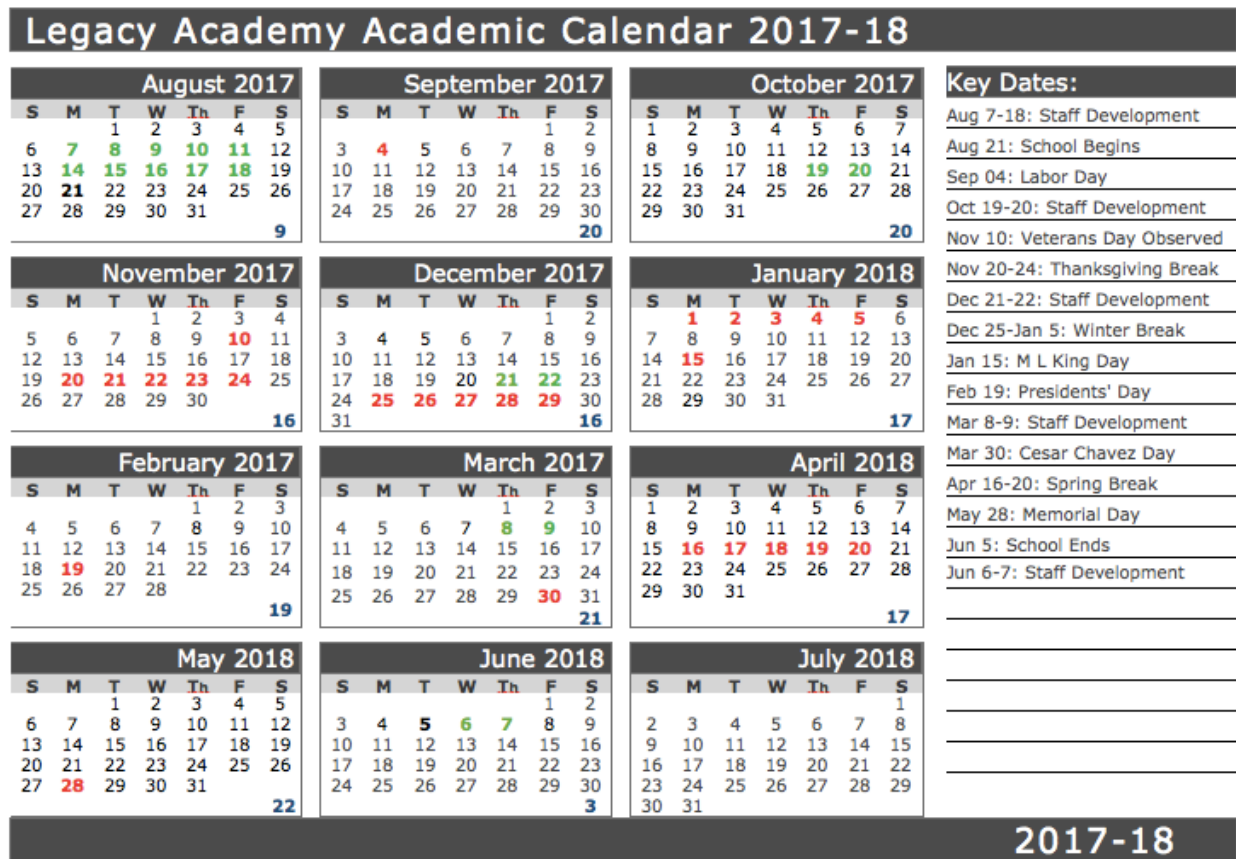 Legacy Academy Academic Calendar 2017-18
August 2017
S M T W Th F S
1 2 3 4 5
6 7 8 9 10 11 12
13 14 15 16 17 18 19
20 21 22 23 24 25 26
27 28 29 30 31
9
September 2017
S M T W Th F S
1 2
3 4 5 6 7 8 9
10 11 12 13 14 15 16
17 18 19 20 21 22 23
24 25 26 27 28 29 30
20
October 2017
S M T W Th F S
1 2 3 4 5 6 7
8 9 10 11 12 13 14
15 16 17 18 19 20 21
22 23 24 25 26 27 28
29 30 31
20
November 2017
S M T W Th F S
1 2 3 4
5 6 7 8 9 10 11
12 13 14 15 16 17 18
19 20 21 22 23 24 25
26 27 28 29 30
16
December 2017
S M T W Th F S
1 2
3 4 5 6 7 8 9
10 11 12 13 14 15 16
17 18 19 20 21 22 23
24 25 26 27 28 29 30
31
16
January 2018
S M T W Th F S
1 2 3 4 5 6
7 8 9 10 11 12 13
14 15 16 17 18 19 20
21 22 23 24 25 26 27
28 29 30 31
17
February 2017
S M T W Th F S
1 2 3
4 5 6 7 8 9 10
11 12 13 14 15 16 17
18 19 20 21 22 23 24
25 26 27 28
19
March 2017
S M T W Th F S
1 2 3
4 5 6 7 8 9 10
11 12 13 14 15 16 17
18 19 20 21 22 23 24
25 26 27 28 29 30 31
21
April 2018
S M T W Th F S
1 2 3 4 5 6 7
8 9 10 11 12 13 14
15 16 17 18 19 20 21
22 23 24 25 26 27 28
29 30 31
17
May 2018
S M T W Th F S
1 2 3 4 5
6 7 8 9 10 11 12
13 14 15 16 17 18 19
20 21 22 23 24 25 26
27 28 29 30 31
22
June 2018
S M T W Th F S
1 2
3 4 5 6 7 8 9
10 11 12 13 14 15 16
17 18 19 20 21 22 23
24 25 26 27 28 29 30
3
July 2018
S M T W Th F S
1
2 3 4 5 6 7 8
9 10 11 12 13 14 15
16 17 18 19 20 21 22
23 24 25 26 27 28 29
30 31
Key Dates:
Aug 7-18: Staff Development
Aug 21: School Begins
Sep 04: Labor Day
Oct 19-20: Staff Development
Nov 10: Veterans Day Observed
Nov 20-24: Thanksgiving Break
Dec 21-22: Staff Development
Dec 25-Jan 5: Winter Break
Jan 15: M L King Day
Feb 19: Presidents' Day
Mar 8-9: Staff Development
Mar 30: Cesar Chavez Day
Apr 16-20: Spring Break
May 28: Memorial Day
Jun 5: School Ends
Jun 6-7: Staff Development
2017-18